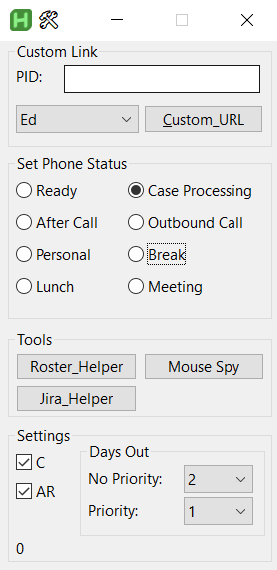 H
Custom Link
PID:
Ed Custom_URL
Set Phone Status
Ready Case Processing
After Call Outbound Call
Personal Break
Lunch Meeting
Tools
Roster_Helper Mouse Spy
Jira_Helper
Settings
Days Out
C No Priority: 2
AR Priority: 1
0